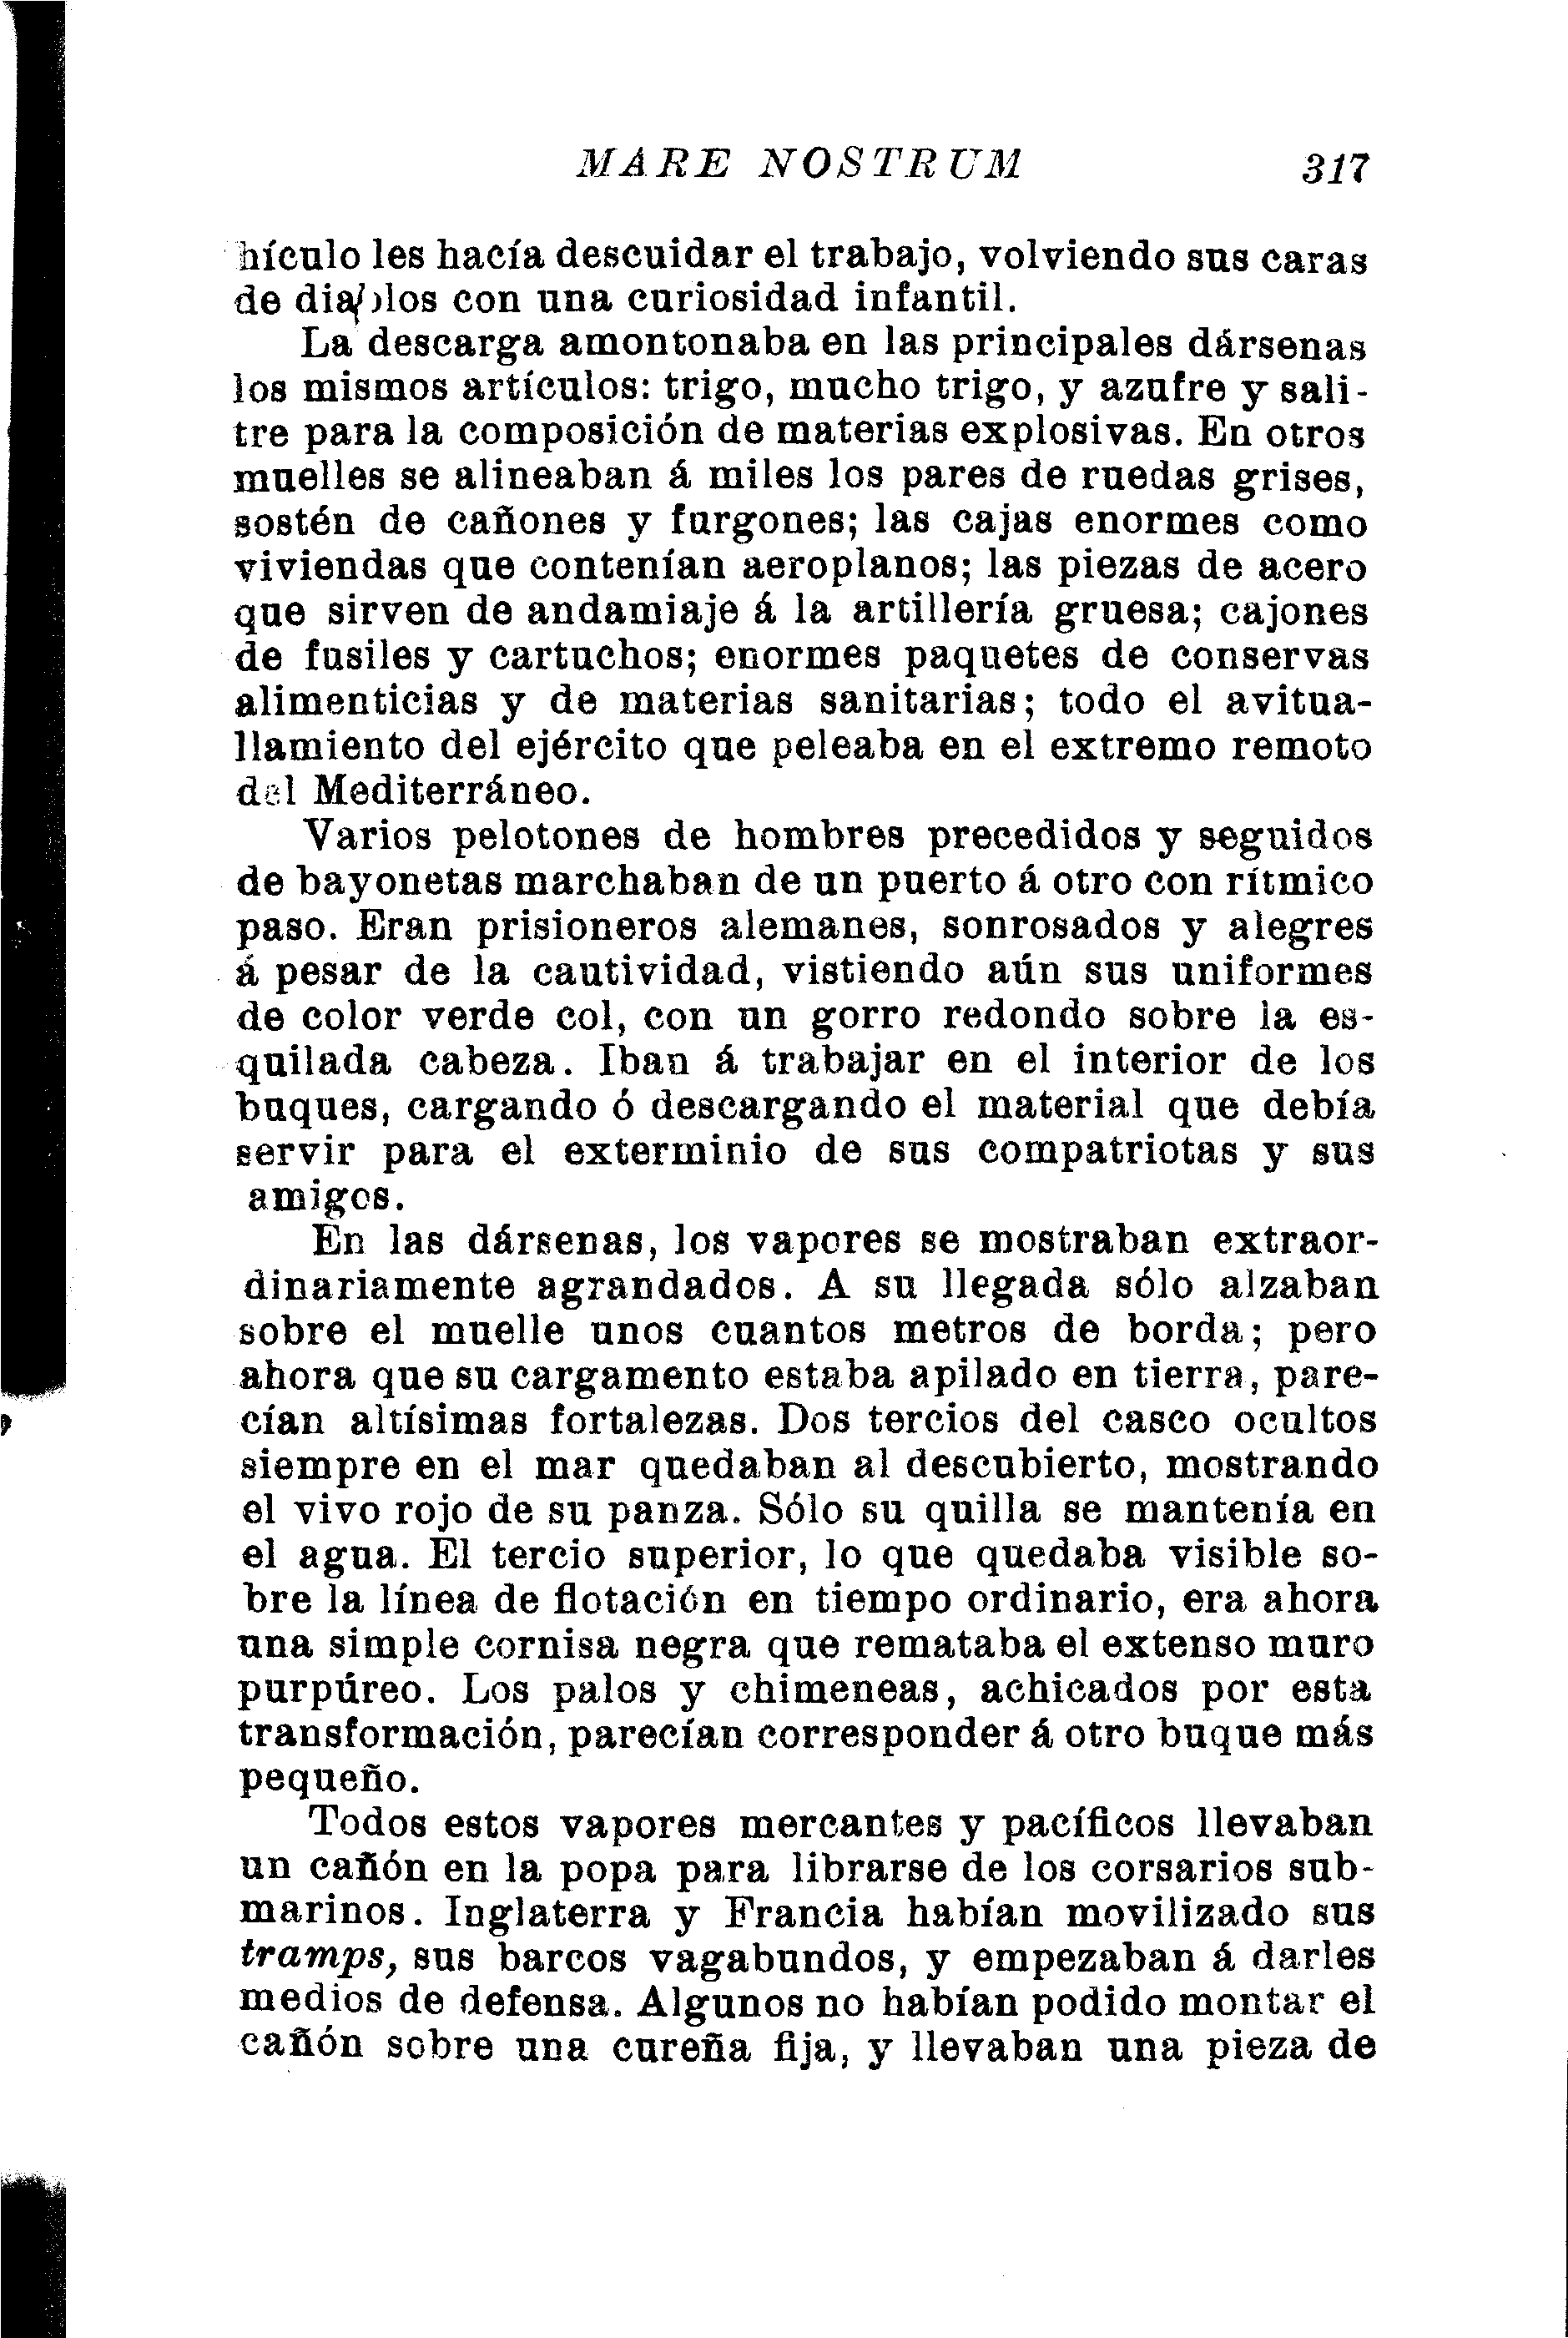 MARE NOSTRUM 317
hículo les hacía descuidar el trabajo, volviendo sus caras
de diablos con una curiosidad infantil.
La descarga amontonaba en las principales dársenas
los mismos artículos: trigo, mucho trigo, y azufre y sali-
tre para la composición de materias explosivas. En otros
muelles se alineaban á miles los pares de ruedas grises,
sostén de cañones y furgones; las cajas enormes como
viviendas que contenían aeroplanos; las piezas de acero
que sirven de andamiaje á la artillería gruesa; cajones
de fusiles y cartuchos; enormes paquetes de conservas
alimenticias y de materias sanitarias; todo el avitua-
llamiento del ejército que peleaba en el extremo remoto
del Mediterráneo.
Varios pelotones de hombres precedidos y seguidos
de bayonetas marchaban de un puerto á otro con rítmico
paso. Eran prisioneros alemanes, sonrosados y alegres
á pesar de la cautividad, vistiendo aún sus uniformes
de color verde col, con un gorro redondo sobre la es-
quilada cabeza. Iban á trabajar en el interior de los
buques, cargando ó descargando el material que debía
servir para el exterminio de sus compatriotas y sus
amigos.
En las dársenas, los vapores se mostraban extraor-
dinariamente agrandados. A su llegada sólo alzaban
sobre el muelle unos cuantos metros de borda; pero
ahora que su cargamento estaba apilado en tierra, pare-
cían altísimas fortalezas. Dos tercios del casco ocultos
siempre en el mar quedaban al descubierto, mostrando
el vivo rojo de su panza. Sólo su quilla se mantenía en
el agua. El tercio superior, lo que quedaba visible so-
bre la línea de flotación en tiempo ordinario, era ahora
una simple cornisa negra que remataba el extenso muro
purpúreo. Los palos y chimeneas, achicados por esta
transformación, parecían corresponder á otro buque más
pequeño.
Todos estos vapores mercantes y pacíficos llevaban
un cañón en la popa para librarse de los corsarios sub-
marinos. Inglaterra y Francia habían movilizado sus
tramps, sus barcos vagabundos, y empezaban á darles
medios de defensa. Algunos no habían podido montar el
cañón sobre una cureña fija, y llevaban una pieza de